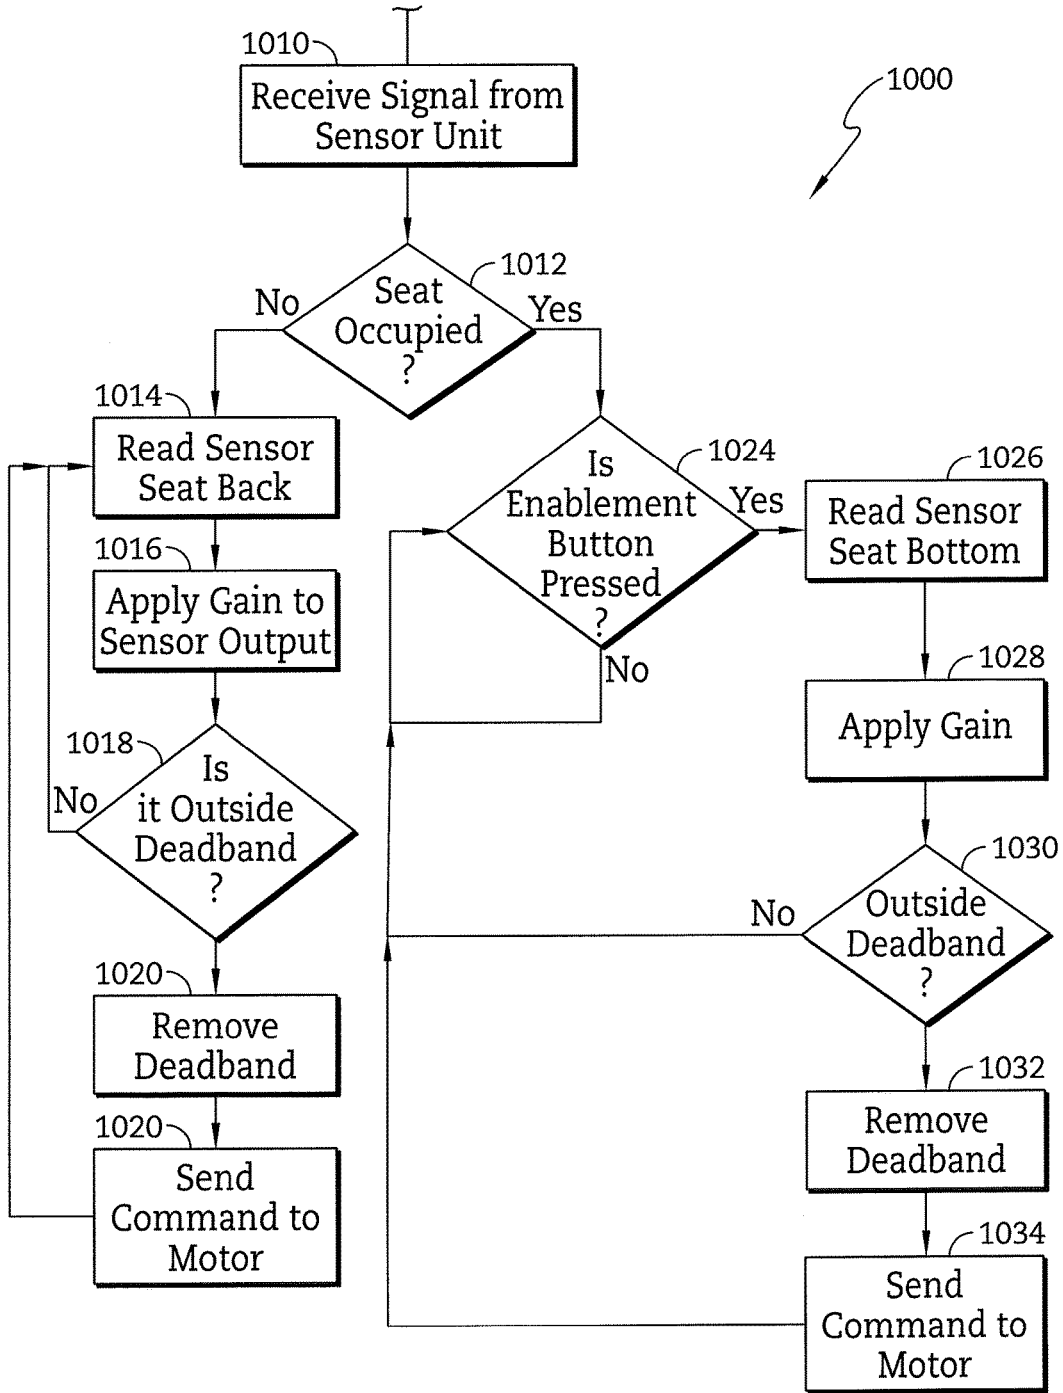 1010
Receive Signal from
Sensor Unit
1000
1012
Seat
Occupied
?
No
Yes
1014
Read Sensor
Seat Back
1016
Apply Gain to
Sensor Output
1018
Is
it Outside
Deadband
?
No
1020
Remove
Deadband
1020
Send
Command to
Motor
1024
Is
Enablement
Button
Pressed
?
Yes
No
1026
Read Sensor
Seat Bottom
1028
Apply Gain
1030
Outside
Deadband
?
No
1032
Remove
Deadband
1034
Send
Command to
Motor